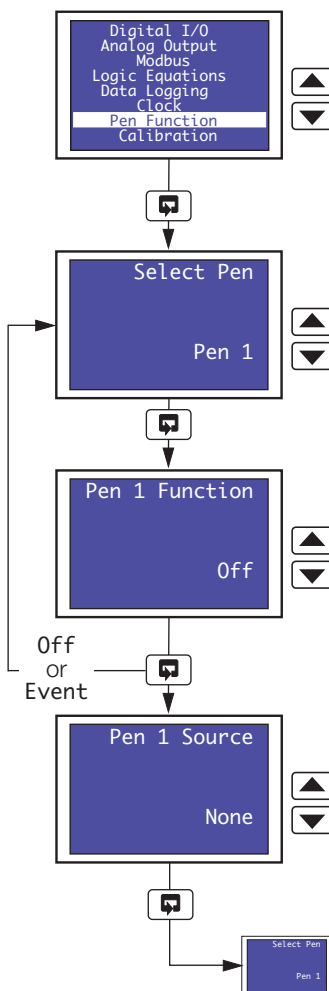 Digital I/O
Analog Output
Modbus
Logic Equations
Data Logging
Clock
Pen Function
Calibration
Select Pen
Pen 1
Pen 1 Function
Off
Off
or
Event
Pen 1 Source
None
Select Pen
Pen 1